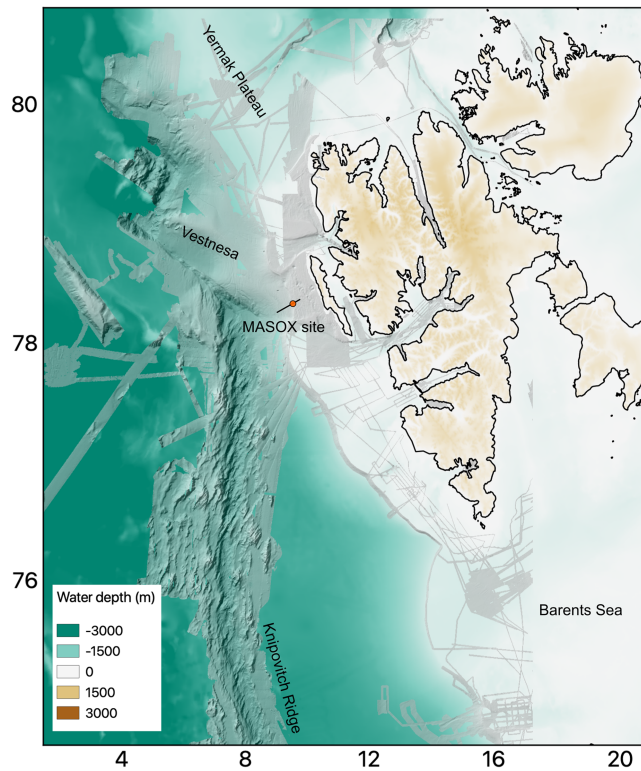 80
Yermak Plateau
Vestnesa
MASOX site
78
76
Water depth (m)
-3000
-1500
0
1500
3000
Barents Sea
Knipovitch Ridge
4
8
12
16
20